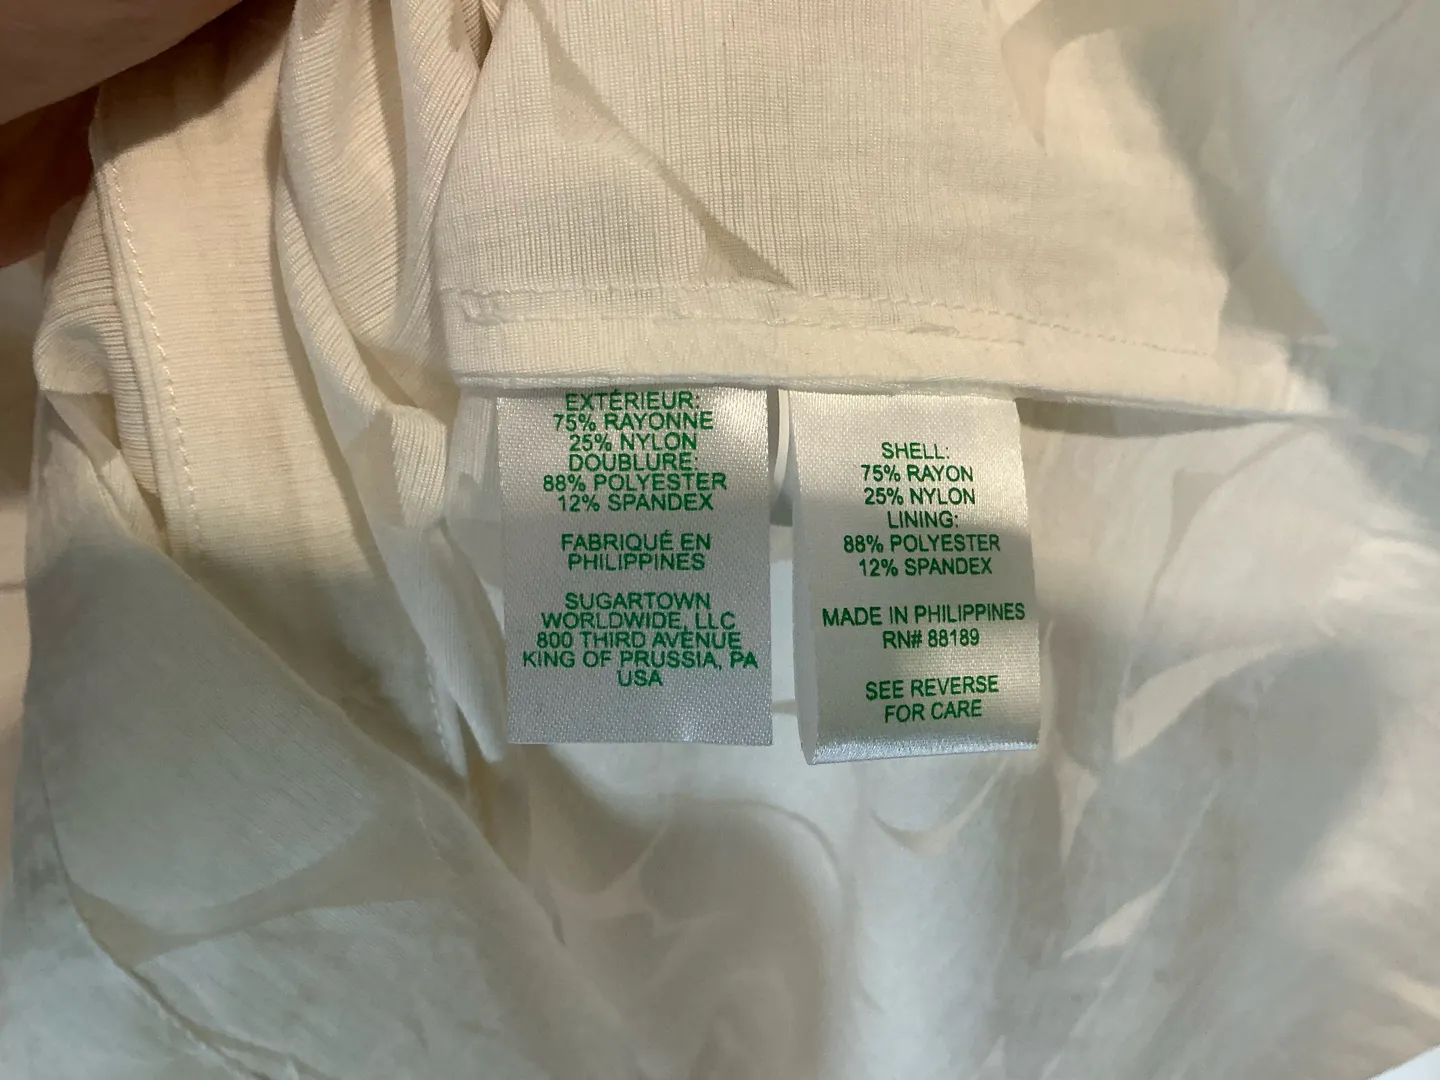 EXTÉRIEUR:
75% RAYONNE
25% NYLON
DOUBLURE:
88% POLYESTER
12% SPANDEX
FABRIQUÉ EN
PHILIPPINES
SUGARTOWN
WORLDWIDE, LLC
800 THIRD AVENUE
KING OF PRUSSIA, PA
USA
SHELL:
75% RAYON
25% NYLON
LINING:
88% POLYESTER
12% SPANDEX
MADE IN PHILIPPINES
RN# 88189
SEE REVERSE
FOR CARE